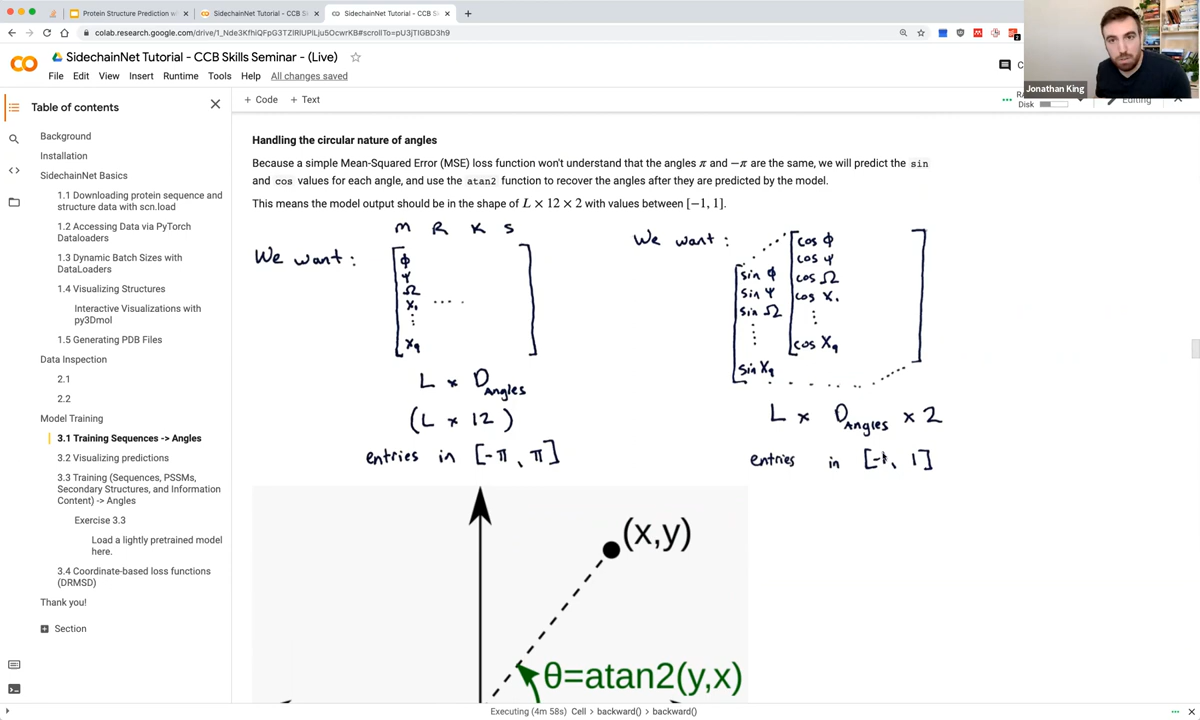 Protein Structure Prediction wi
SidechainNet Tutorial - CCB Sk
SidechainNet Tutorial - CCB Sk
colab.research.google.com/drive/1_Nde3KfhiQFpG3TZIRIUPILju5OcwrKB#scrollTo=pU3jTIGBD3h9
SidechainNet Tutorial - CCB Skills Seminar - (Live)
File Edit View Insert Runtime Tools Help All changes saved
Jonathan King
Table of contents
+ Code + Text
Disk
Editing
Background
Installation
SidechainNet Basics
1.1 Downloading protein sequence and
structure data with scn.load
1.2 Accessing Data via PyTorch
Dataloaders
1.3 Dynamic Batch Sizes with
DataLoaders
1.4 Visualizing Structures
Interactive Visualizations with
py3Dmol
1.5 Generating PDB Files
Data Inspection
2.1
2.2
Model Training
3.1 Training Sequences -> Angles
3.2 Visualizing predictions
3.3 Training (Sequences, PSSMs,
Secondary Structures, and Information
Content) -> Angles
Exercise 3.3
Load a lightly pretrained model
here.
3.4 Coordinate-based loss functions
(DRMSD)
Thank you!
Section
Handling the circular nature of angles
Because a simple Mean-Squared Error (MSE) loss function won't understand that the angles π and −π are the same, we will predict the sin
and cos values for each angle, and use the atan2 function to recover the angles after they are predicted by the model.
This means the model output should be in the shape of L × 12 × 2 with values between [−1, 1].
M R K S
We want:
φ
ψ
Ω
X₁ ....
⋮
X₉
L × D Angles
(L × 12)
entries in [-π, π]
We want:
cos φ
cos ψ
cos Ω
cos X₁
⋮
cos X₉
sin φ
sin ψ
sin Ω
⋮
sin X₉
L × D Angles × 2
entries in [-1, 1]
(x,y)
θ=atan2(y,x)
Executing (4m 58s) Cell > backward() > backward()